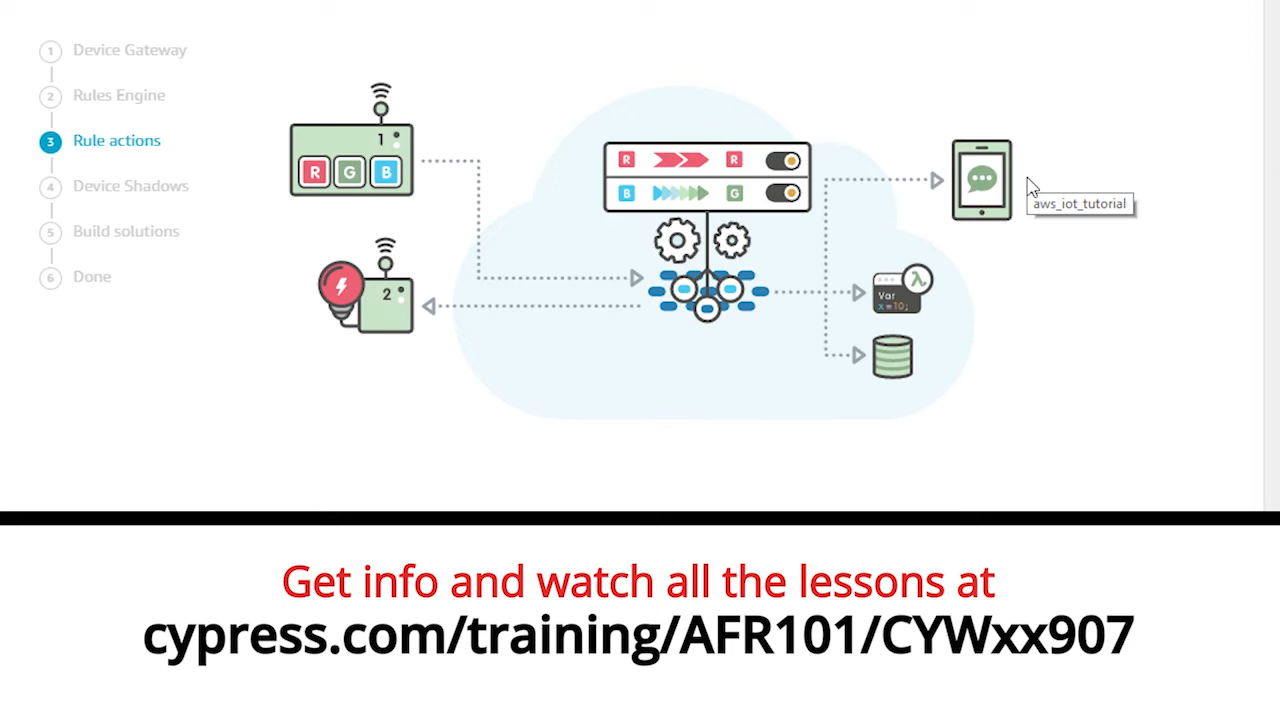 1 Device Gateway
2 Rules Engine
3 Rule actions
4 Device Shadows
5 Build solutions
6 Done
1
R G B
2
R R
B G
Var
x=10;
λ
aws_iot_tutorial
Get info and watch all the lessons at
cypress.com/training/AFR101/CYWxx907